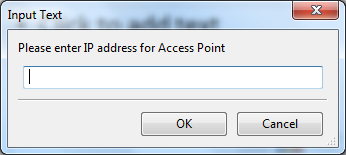 Input Text
Please enter IP address for Access Point
OK
Cancel